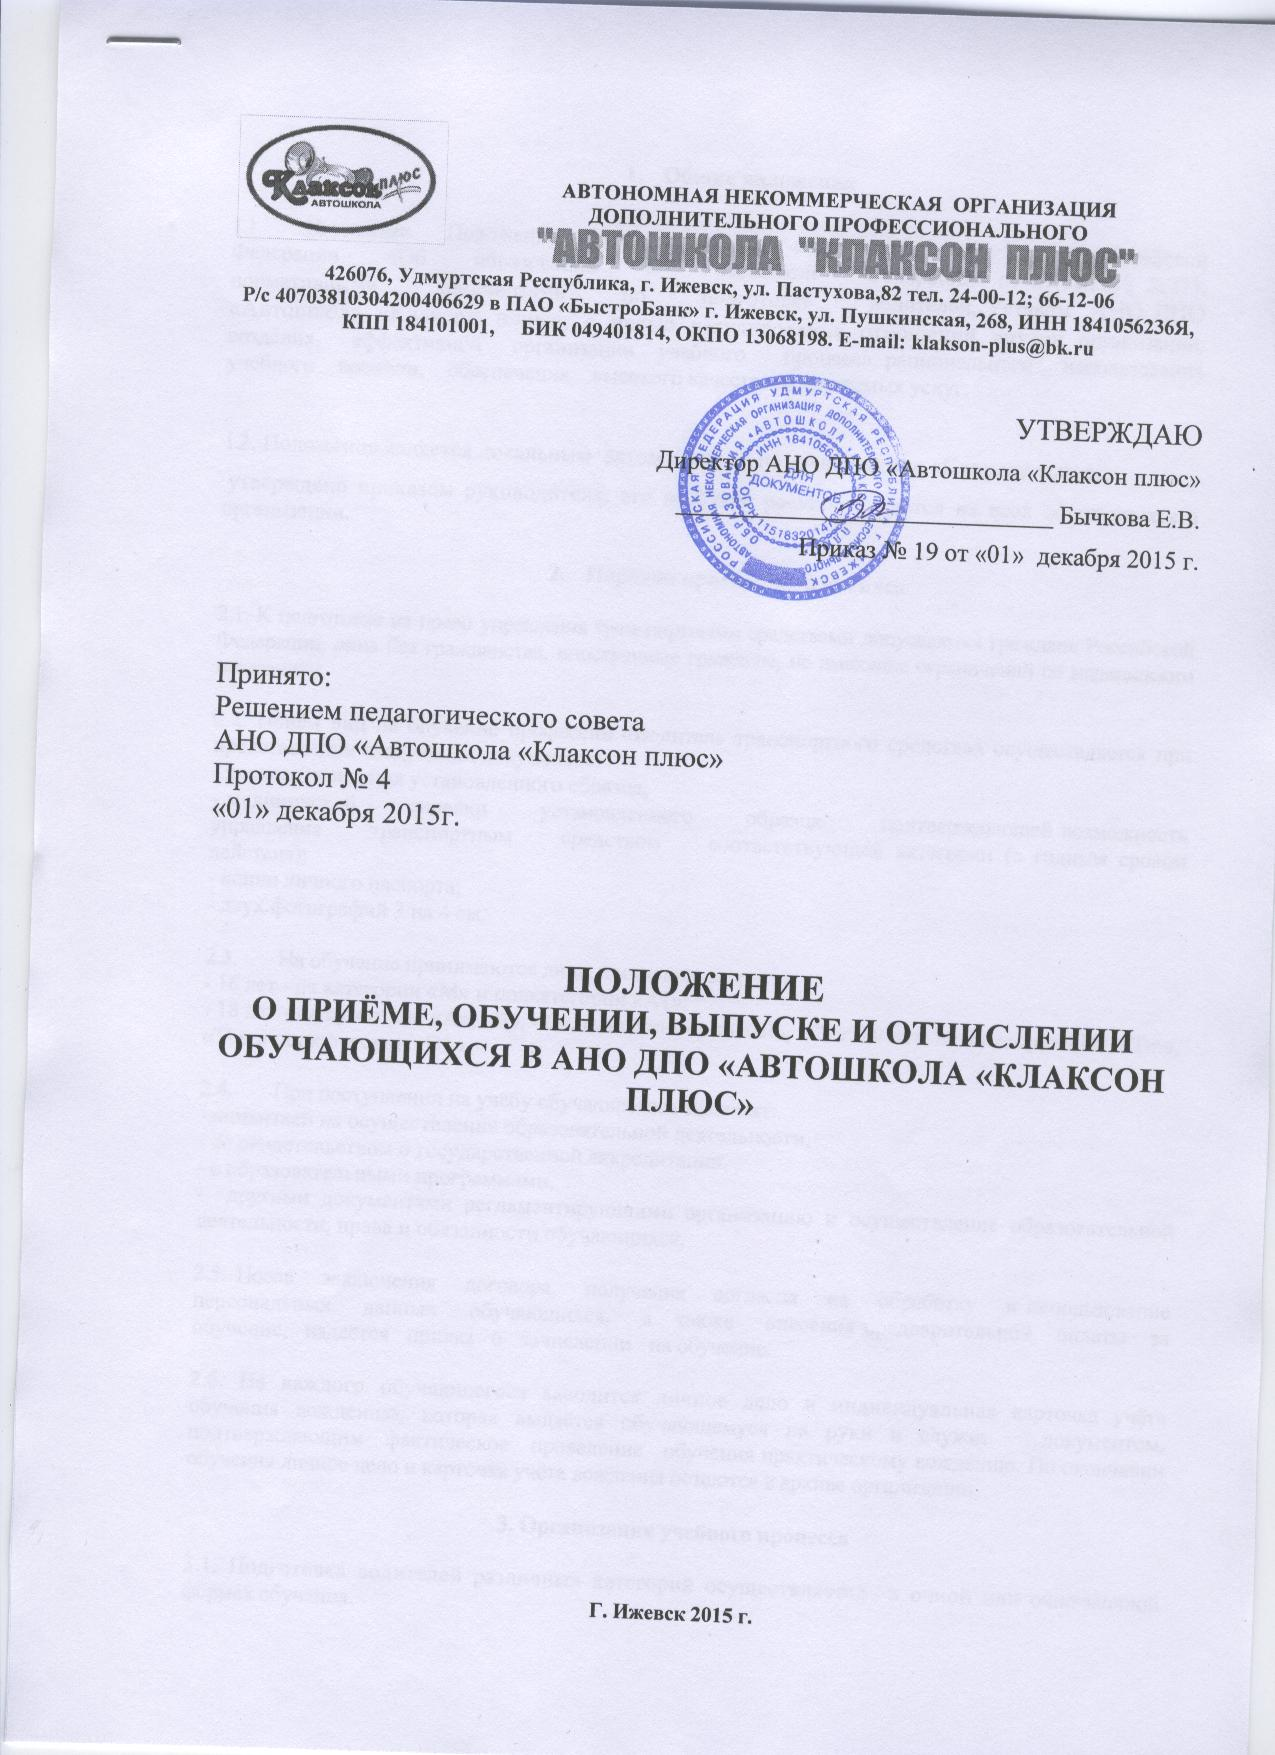 Клаксон плюс
АВТОШКОЛА
АВТОНОМНАЯ НЕКОММЕРЧЕСКАЯ ОРГАНИЗАЦИЯ
ДОПОЛНИТЕЛЬНОГО ПРОФЕССИОНАЛЬНОГО
"АВТОШКОЛА "КЛАКСОН ПЛЮС"
426076, Удмуртская Республика, г. Ижевск, ул. Пастухова,82 тел. 24-00-12; 66-12-06
Р/с 40703810304200406629 в ПАО «БыстроБанк» г. Ижевск, ул. Пушкинская, 268, ИНН 1841056236Я,
КПП 184101001, БИК 049401814, ОКПО 13068198. E-mail: klakson-plus@bk.ru
УТВЕРЖДАЮ
Директор АНО ДПО «Автошкола «Клаксон плюс»
Бычкова Е.В.
Приказ № 19 от «01» декабря 2015 г.
ДЛЯ
ДОКУМЕНТОВ
Принято:
Решением педагогического совета
АНО ДПО «Автошкола «Клаксон плюс»
Протокол № 4
«01» декабря 2015г.
ПОЛОЖЕНИЕ
О ПРИЁМЕ, ОБУЧЕНИИ, ВЫПУСКЕ И ОТЧИСЛЕНИИ
ОБУЧАЮЩИХСЯ В АНО ДПО «АВТОШКОЛА «КЛАКСОН
ПЛЮС»
Г. Ижевск 2015 г.